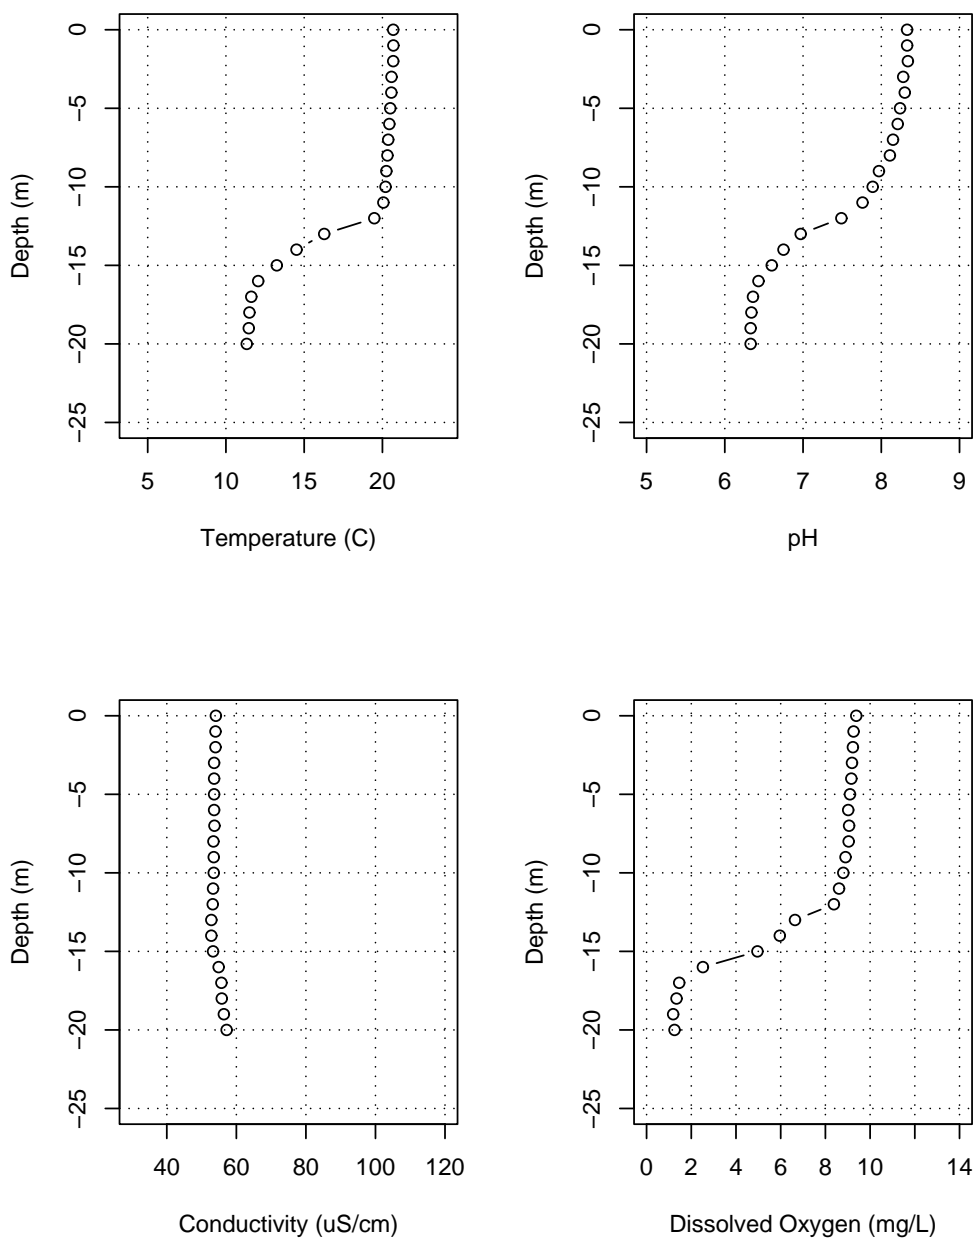 0
−5
−10
−15
−20
−25
Depth (m)
5 10 15 20
Temperature (C)
0
−5
−10
−15
−20
−25
Depth (m)
5 6 7 8 9
pH
0
−5
−10
−15
−20
−25
Depth (m)
40 60 80 100 120
Conductivity (uS/cm)
0
−5
−10
−15
−20
−25
Depth (m)
0 2 4 6 8 10 14
Dissolved Oxygen (mg/L)